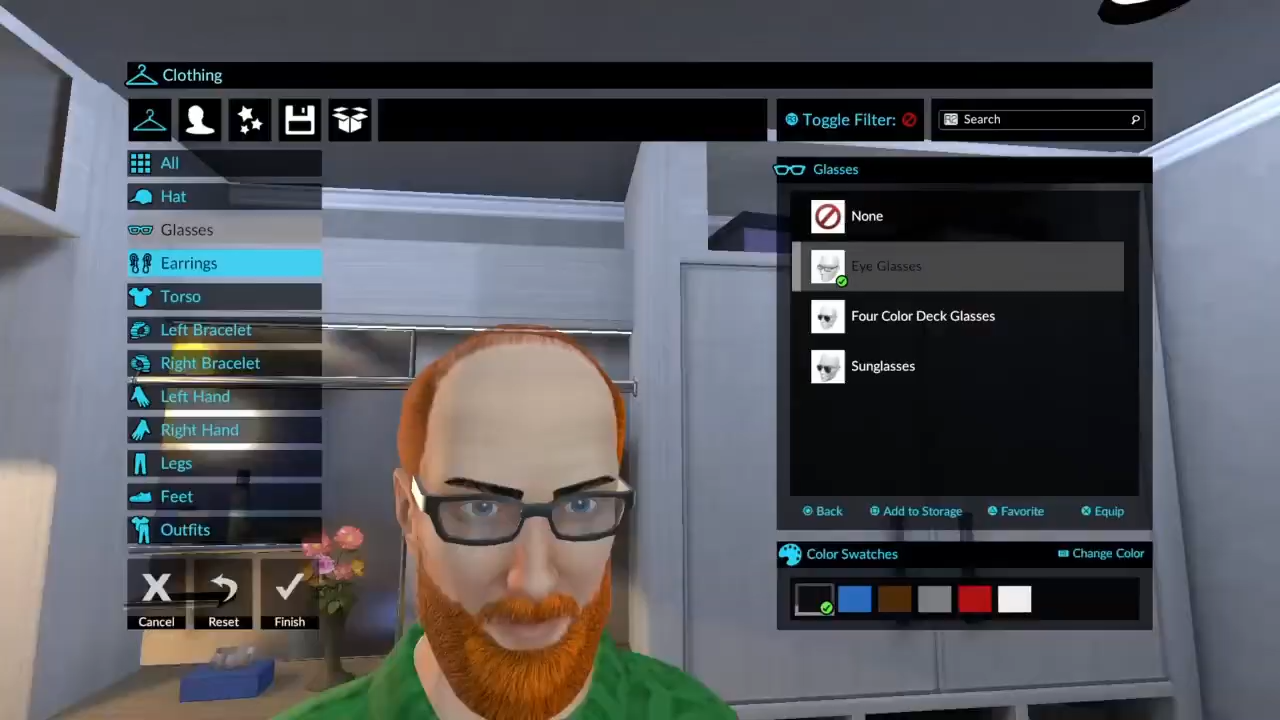 Clothing
Toggle Filter:
R2 Search
All
Hat
Glasses
Earrings
Torso
Left Bracelet
Right Bracelet
Left Hand
Right Hand
Legs
Feet
Outfits
Cancel
Reset
Finish
Glasses
None
Eye Glasses
Four Color Deck Glasses
Sunglasses
Back
Add to Storage
Favorite
Equip
Color Swatches
Change Color